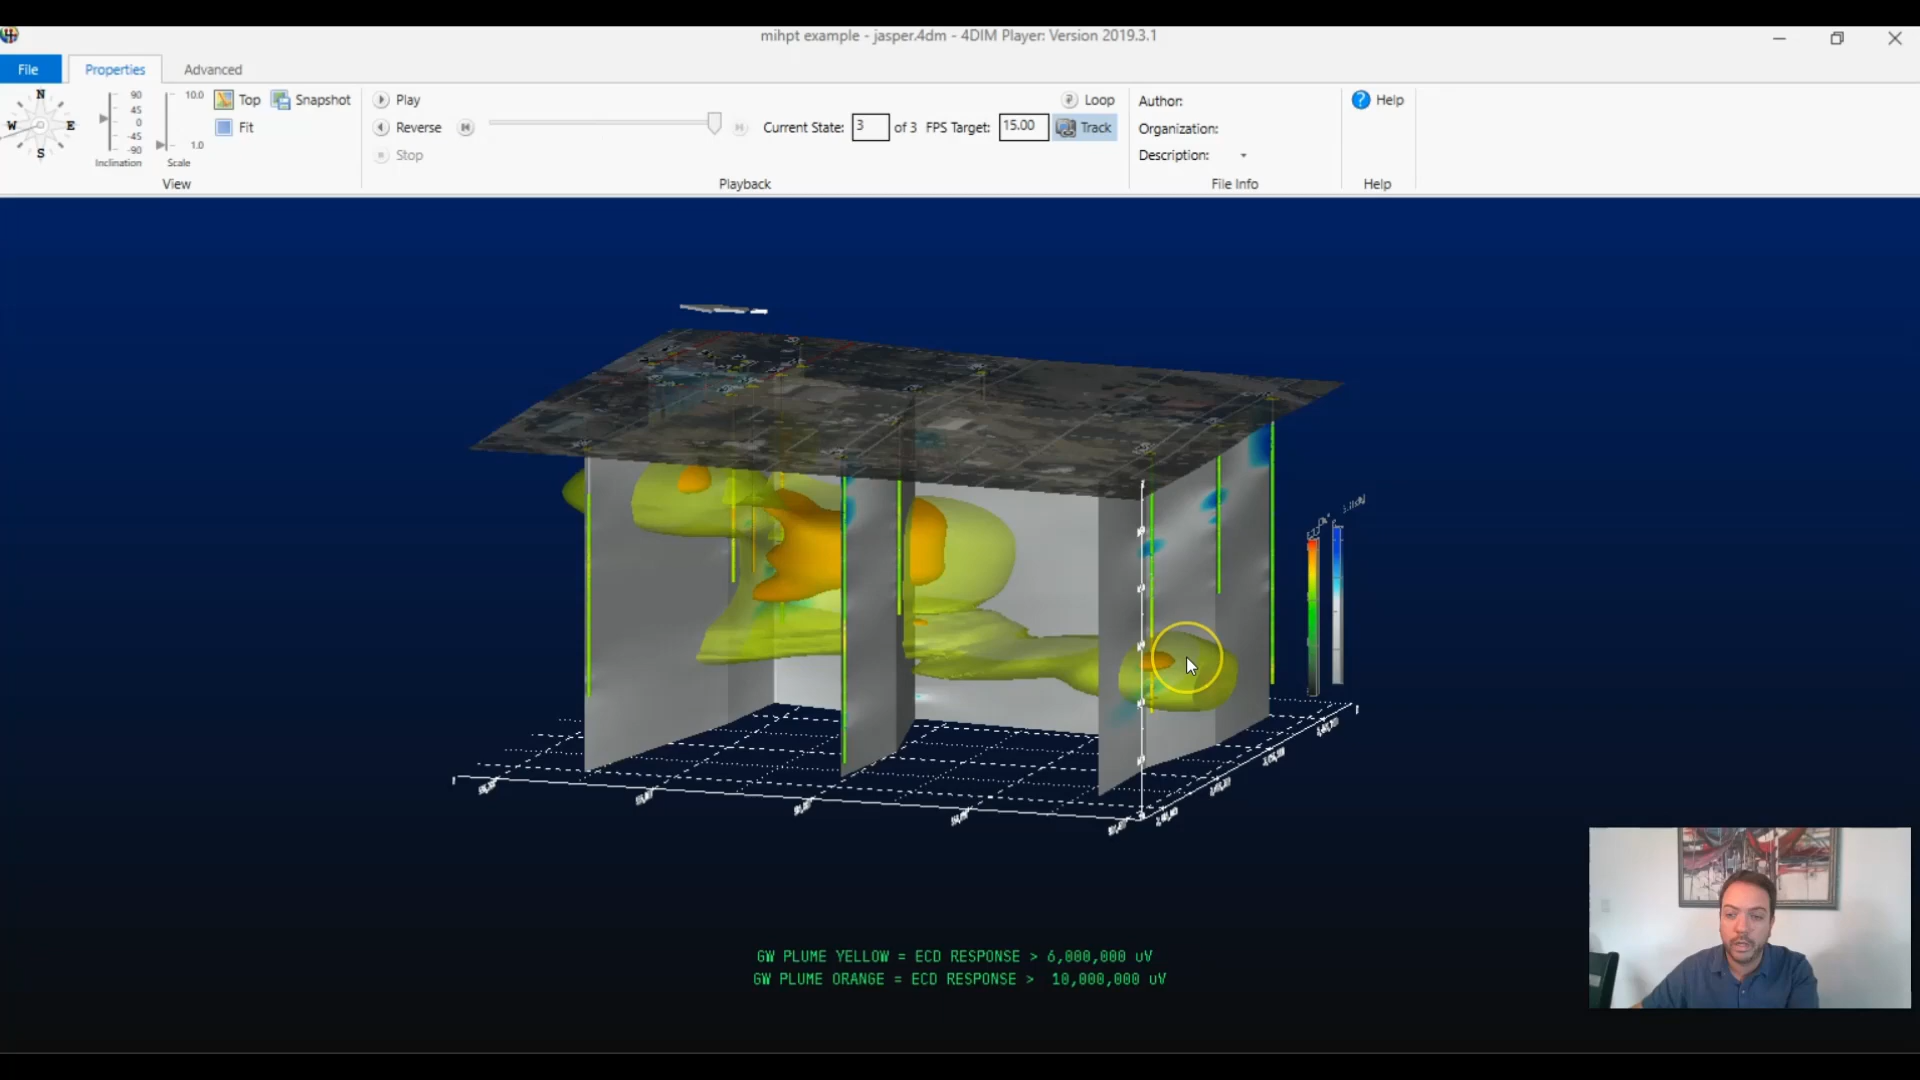 mihpt example - jasper.4dm - 4DIM Player: Version 2019.3.1
File
Properties
Advanced
N
W
E
S
90
45
0
-45
-90
Inclination
10.0
1.0
Scale
Top
Snapshot
Fit
View
Play
Reverse
Stop
Current State: 3 of 3 FPS Target: 15.00
Loop
Track
Playback
Author:
Organization:
Description:
File Info
Help
Help
GW PLUME YELLOW = ECD RESPONSE > 6,000,000 uV
GW PLUME ORANGE = ECD RESPONSE > 10,000,000 uV